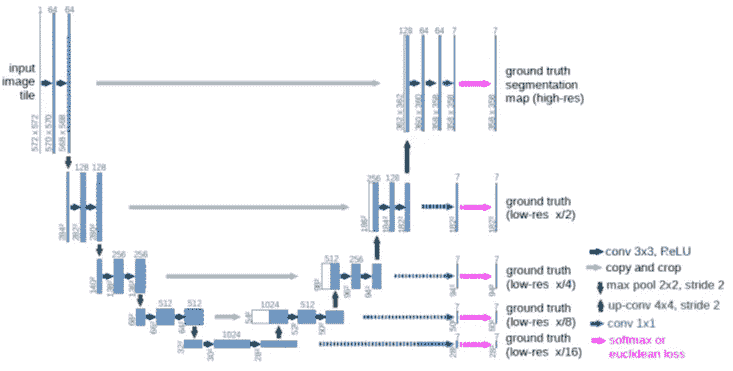 1 64 64
128 64 64 7 7
input
image
tile
572 x 572
570 x 570
568 x 568
362 x 362
360 x 360
358 x 358
358 x 358
358 x 358
ground truth
segmentation
map (high-res)
128 128
256 128 7 7
284²
282²
280²
186²
184²
182²
182²
182²
ground truth
(low-res x/2)
256 256
512 256 7 7
140²
138²
136²
98²
96²
94²
94²
94²
ground truth
(low-res x/4)
512 512
1024 512 7 7
68²
66²
64²
54²
52²
50²
50²
50²
ground truth
(low-res x/8)
1024 7 7
32²
30²
28²
28²
28²
ground truth
(low-res x/16)
conv 3x3, ReLU
copy and crop
max pool 2x2, stride 2
up-conv 4x4, stride 2
conv 1x1
softmax or
euclidean loss